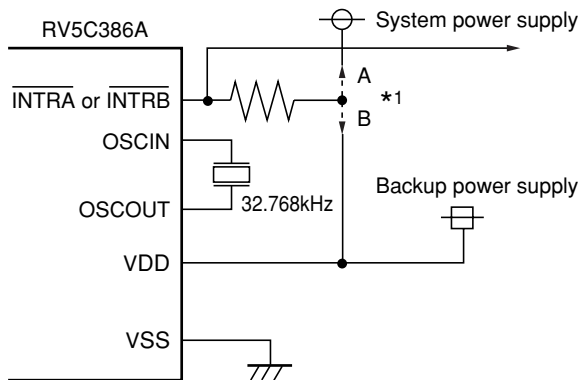 RV5C386A
System power supply
A
INTRA or INTRB
*1
B
OSCIN
Backup power supply
OSCOUT
32.768kHz
VDD
VSS